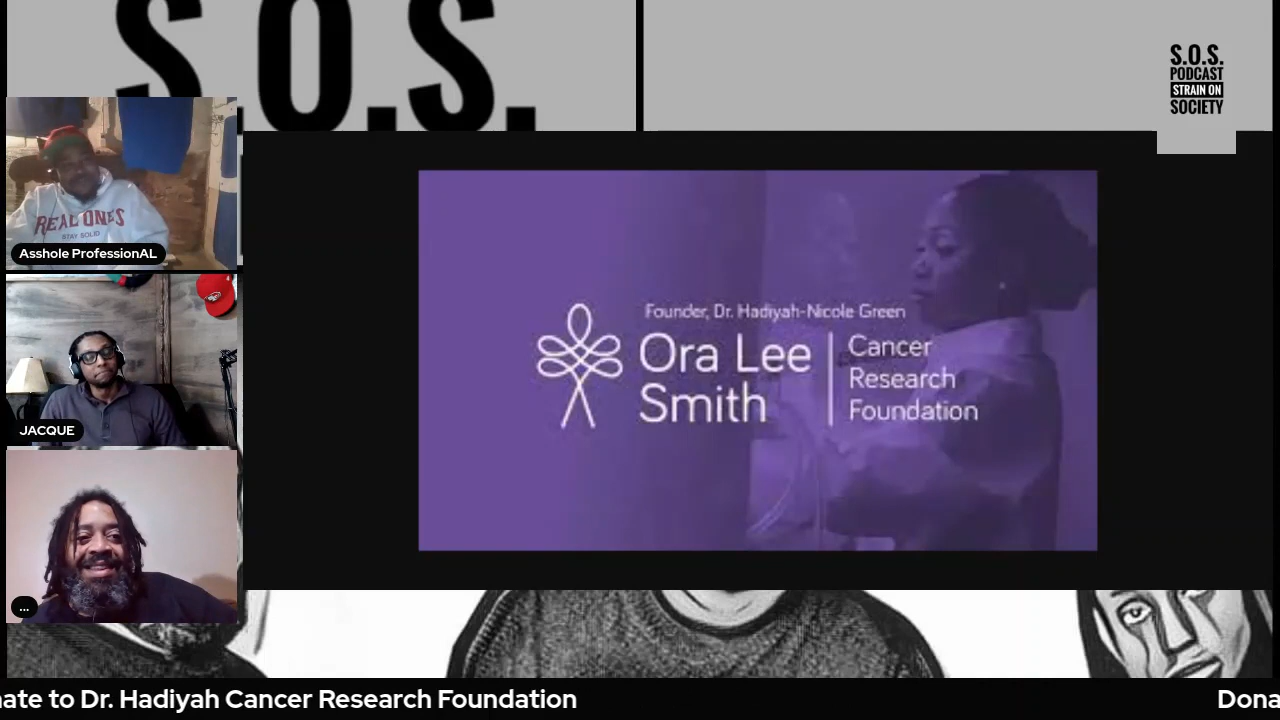 S.O.S.
S.O.S.
PODCAST
STRAIN ON
SOCIETY
REAL ONES
STAY SOLID
Asshole ProfessionAL
JACQUE
...
Founder, Dr. Hadiyah-Nicole Green
Ora Lee
Smith
Cancer
Research
Foundation
nate to Dr. Hadiyah Cancer Research Foundation
Dona